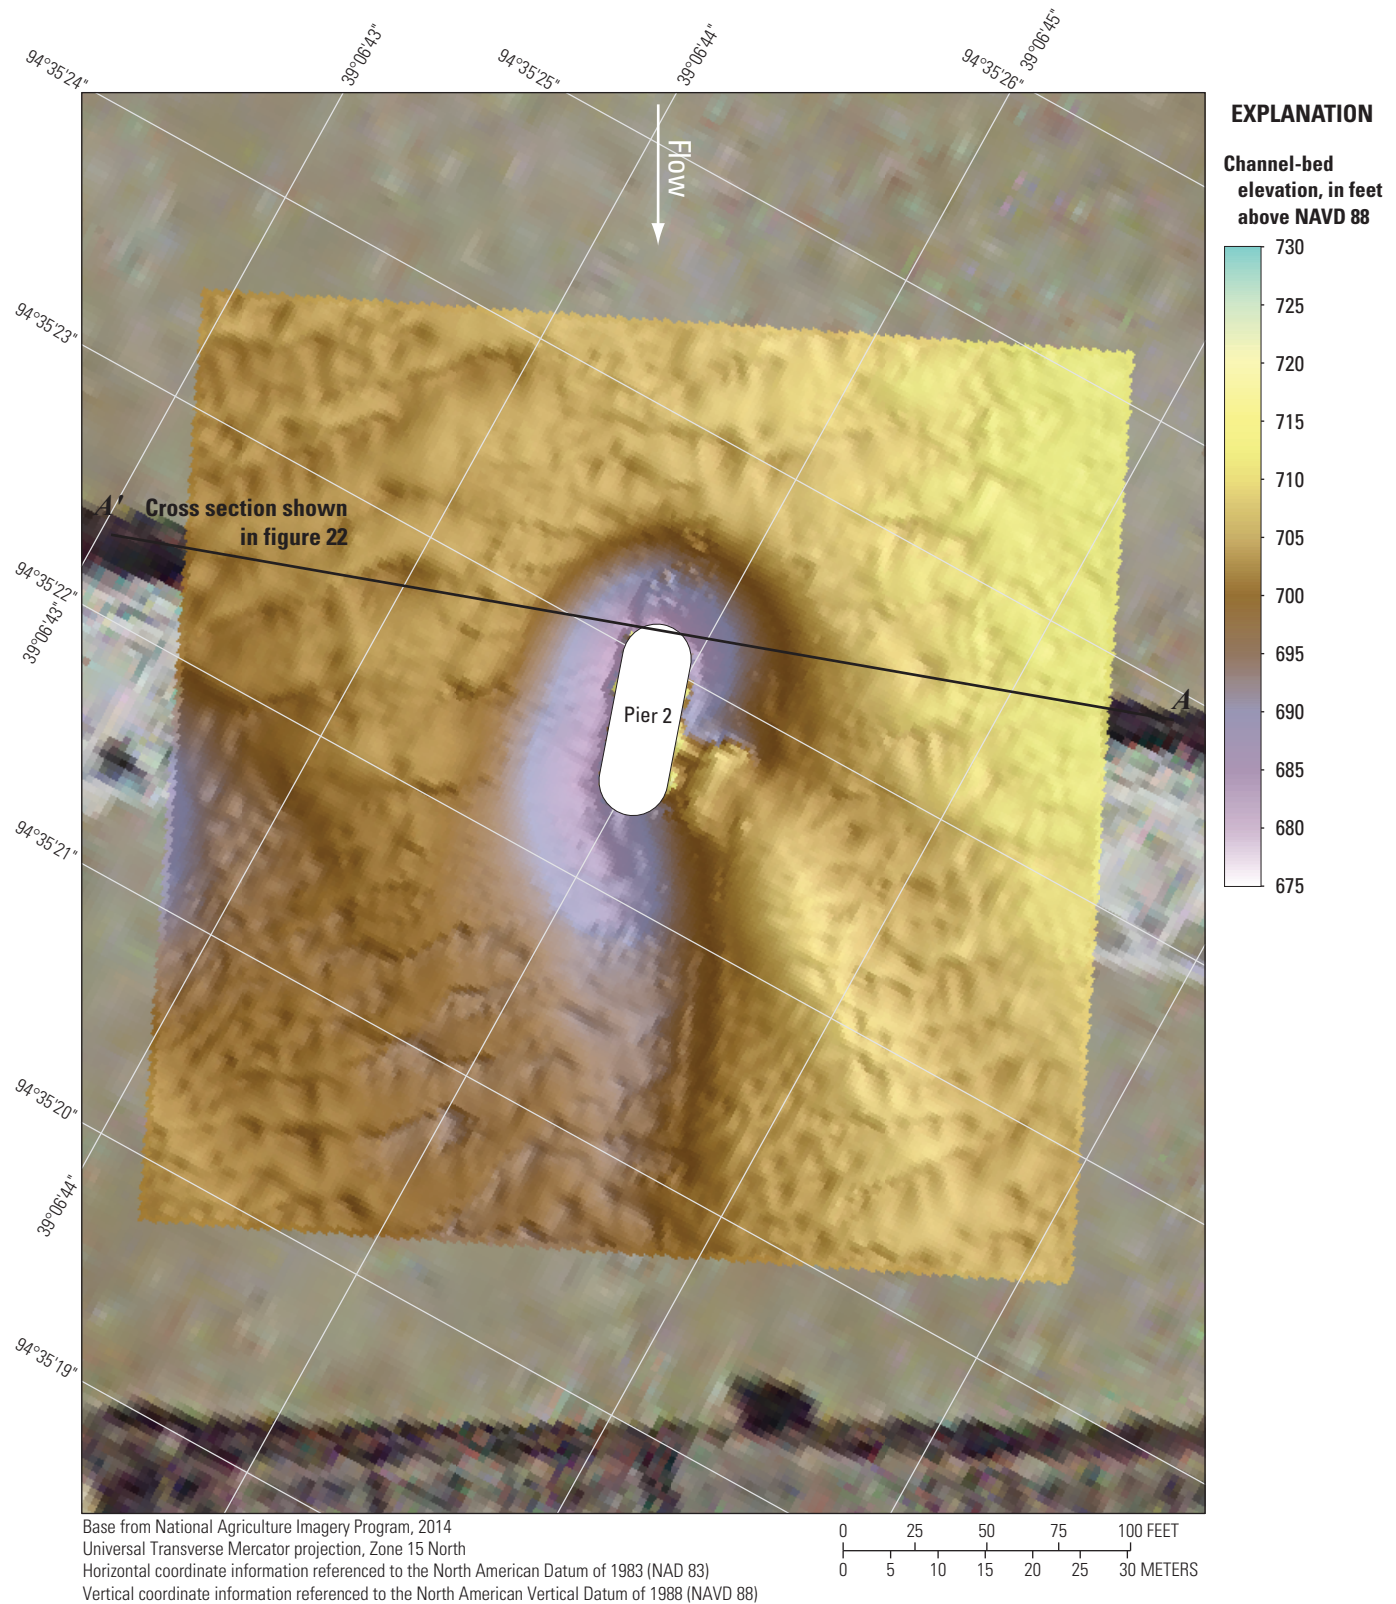 94°35'24"
39°06'43"
94°35'25"
39°06'44"
94°35'26"
39°06'45"
Flow
EXPLANATION
Channel-bed
elevation, in feet
above NAVD 88
730
725
720
715
710
705
700
695
690
685
680
675
94°35'23"
A'
Cross section shown
in figure 22
94°35'22"
39°06'43"
Pier 2
A
94°35'21"
94°35'20"
39°06'44"
94°35'19"
Base from National Agriculture Imagery Program, 2014
Universal Transverse Mercator projection, Zone 15 North
Horizontal coordinate information referenced to the North American Datum of 1983 (NAD 83)
Vertical coordinate information referenced to the North American Vertical Datum of 1988 (NAVD 88)
0 25 50 75 100 FEET
0 5 10 15 20 25 30 METERS